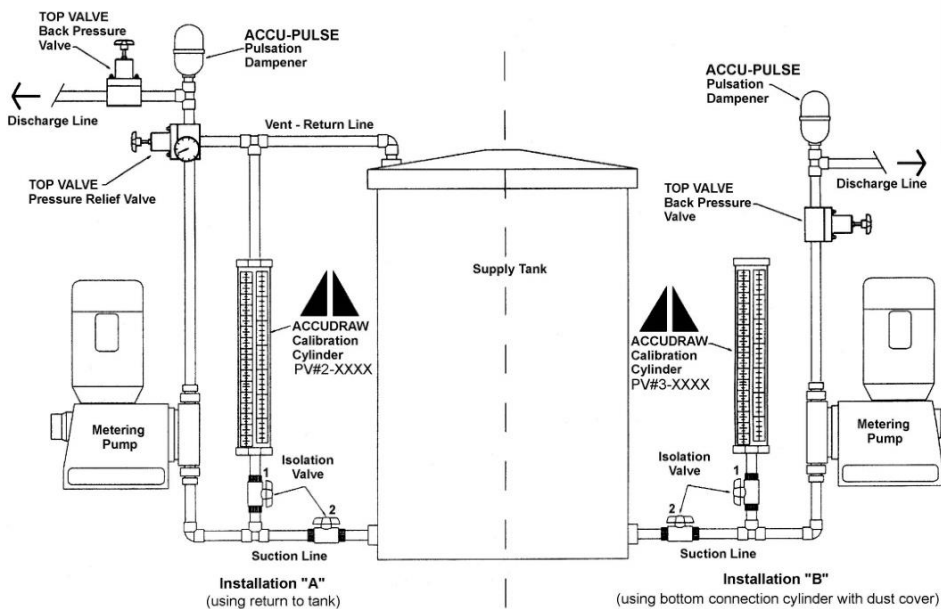 TOP VALVE
Back Pressure
Valve
ACCU-PULSE
Pulsation
Dampener
Discharge Line
Vent - Return Line
TOP VALVE
Pressure Relief Valve
ACCUDRAW
Calibration
Cylinder
PV#2-XXXX
Metering
Pump
Isolation
Valve
1
2
Suction Line
Installation "A"
(using return to tank)
Supply Tank
ACCU-PULSE
Pulsation
Dampener
Discharge Line
TOP VALVE
Back Pressure
Valve
ACCUDRAW
Calibration
Cylinder
PV#3-XXXX
Metering
Pump
Isolation
Valve
1
2
Suction Line
Installation "B"
(using bottom connection cylinder with dust cover)